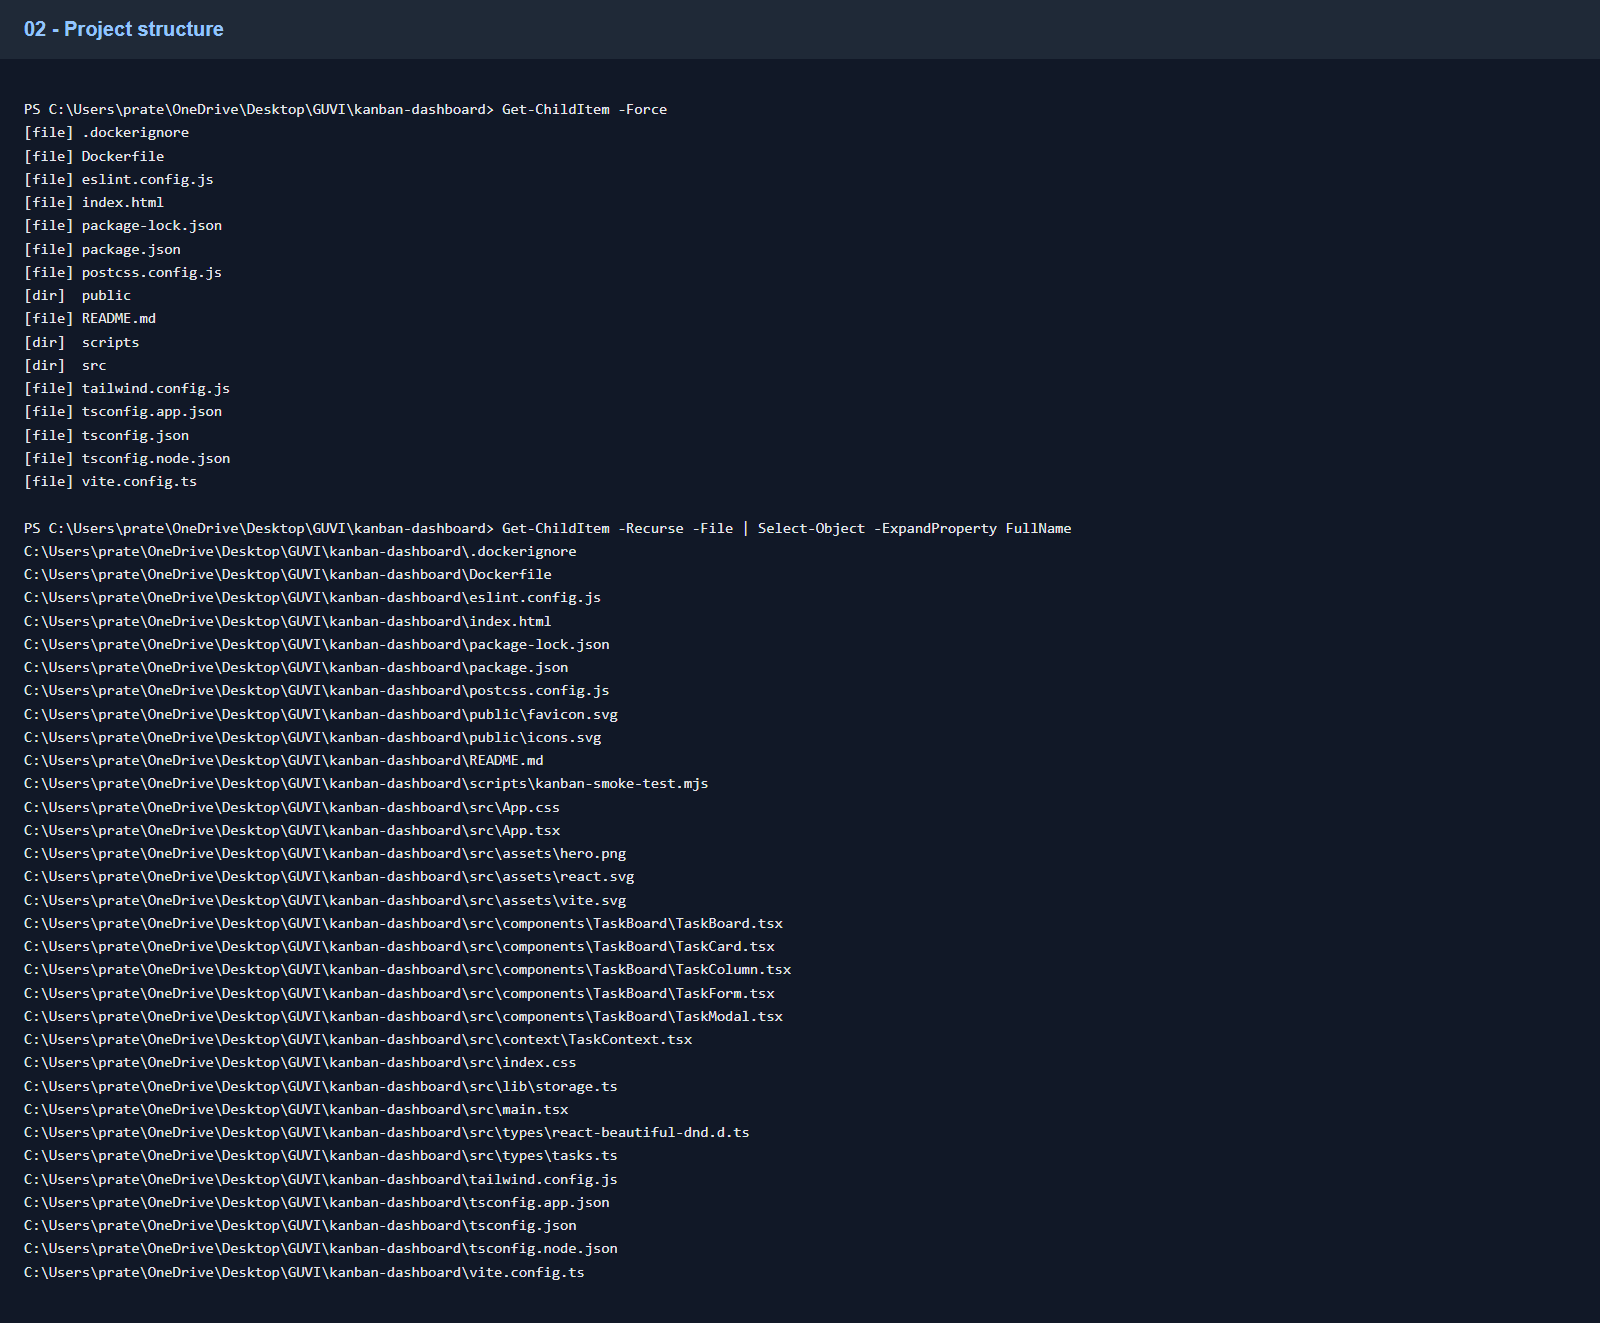 02 - Project structure
PS C:\Users\prate\OneDrive\Desktop\GUVI\kanban-dashboard> Get-ChildItem -Force
[file] .dockerignore
[file] Dockerfile
[file] eslint.config.js
[file] index.html
[file] package-lock.json
[file] package.json
[file] postcss.config.js
[dir]  public
[file] README.md
[dir]  scripts
[dir]  src
[file] tailwind.config.js
[file] tsconfig.app.json
[file] tsconfig.json
[file] tsconfig.node.json
[file] vite.config.ts
PS C:\Users\prate\OneDrive\Desktop\GUVI\kanban-dashboard> Get-ChildItem -Recurse -File | Select-Object -ExpandProperty FullName
C:\Users\prate\OneDrive\Desktop\GUVI\kanban-dashboard\.dockerignore
C:\Users\prate\OneDrive\Desktop\GUVI\kanban-dashboard\Dockerfile
C:\Users\prate\OneDrive\Desktop\GUVI\kanban-dashboard\eslint.config.js
C:\Users\prate\OneDrive\Desktop\GUVI\kanban-dashboard\index.html
C:\Users\prate\OneDrive\Desktop\GUVI\kanban-dashboard\package-lock.json
C:\Users\prate\OneDrive\Desktop\GUVI\kanban-dashboard\package.json
C:\Users\prate\OneDrive\Desktop\GUVI\kanban-dashboard\postcss.config.js
C:\Users\prate\OneDrive\Desktop\GUVI\kanban-dashboard\public\favicon.svg
C:\Users\prate\OneDrive\Desktop\GUVI\kanban-dashboard\public\icons.svg
C:\Users\prate\OneDrive\Desktop\GUVI\kanban-dashboard\README.md
C:\Users\prate\OneDrive\Desktop\GUVI\kanban-dashboard\scripts\kanban-smoke-test.mjs
C:\Users\prate\OneDrive\Desktop\GUVI\kanban-dashboard\src\App.css
C:\Users\prate\OneDrive\Desktop\GUVI\kanban-dashboard\src\App.tsx
C:\Users\prate\OneDrive\Desktop\GUVI\kanban-dashboard\src\assets\hero.png
C:\Users\prate\OneDrive\Desktop\GUVI\kanban-dashboard\src\assets\react.svg
C:\Users\prate\OneDrive\Desktop\GUVI\kanban-dashboard\src\assets\vite.svg
C:\Users\prate\OneDrive\Desktop\GUVI\kanban-dashboard\src\components\TaskBoard\TaskBoard.tsx
C:\Users\prate\OneDrive\Desktop\GUVI\kanban-dashboard\src\components\TaskBoard\TaskCard.tsx
C:\Users\prate\OneDrive\Desktop\GUVI\kanban-dashboard\src\components\TaskBoard\TaskColumn.tsx
C:\Users\prate\OneDrive\Desktop\GUVI\kanban-dashboard\src\components\TaskBoard\TaskForm.tsx
C:\Users\prate\OneDrive\Desktop\GUVI\kanban-dashboard\src\components\TaskBoard\TaskModal.tsx
C:\Users\prate\OneDrive\Desktop\GUVI\kanban-dashboard\src\context\TaskContext.tsx
C:\Users\prate\OneDrive\Desktop\GUVI\kanban-dashboard\src\index.css
C:\Users\prate\OneDrive\Desktop\GUVI\kanban-dashboard\src\lib\storage.ts
C:\Users\prate\OneDrive\Desktop\GUVI\kanban-dashboard\src\main.tsx
C:\Users\prate\OneDrive\Desktop\GUVI\kanban-dashboard\src\types\react-beautiful-dnd.d.ts
C:\Users\prate\OneDrive\Desktop\GUVI\kanban-dashboard\src\types\tasks.ts
C:\Users\prate\OneDrive\Desktop\GUVI\kanban-dashboard\tailwind.config.js
C:\Users\prate\OneDrive\Desktop\GUVI\kanban-dashboard\tsconfig.app.json
C:\Users\prate\OneDrive\Desktop\GUVI\kanban-dashboard\tsconfig.json
C:\Users\prate\OneDrive\Desktop\GUVI\kanban-dashboard\tsconfig.node.json
C:\Users\prate\OneDrive\Desktop\GUVI\kanban-dashboard\vite.config.ts